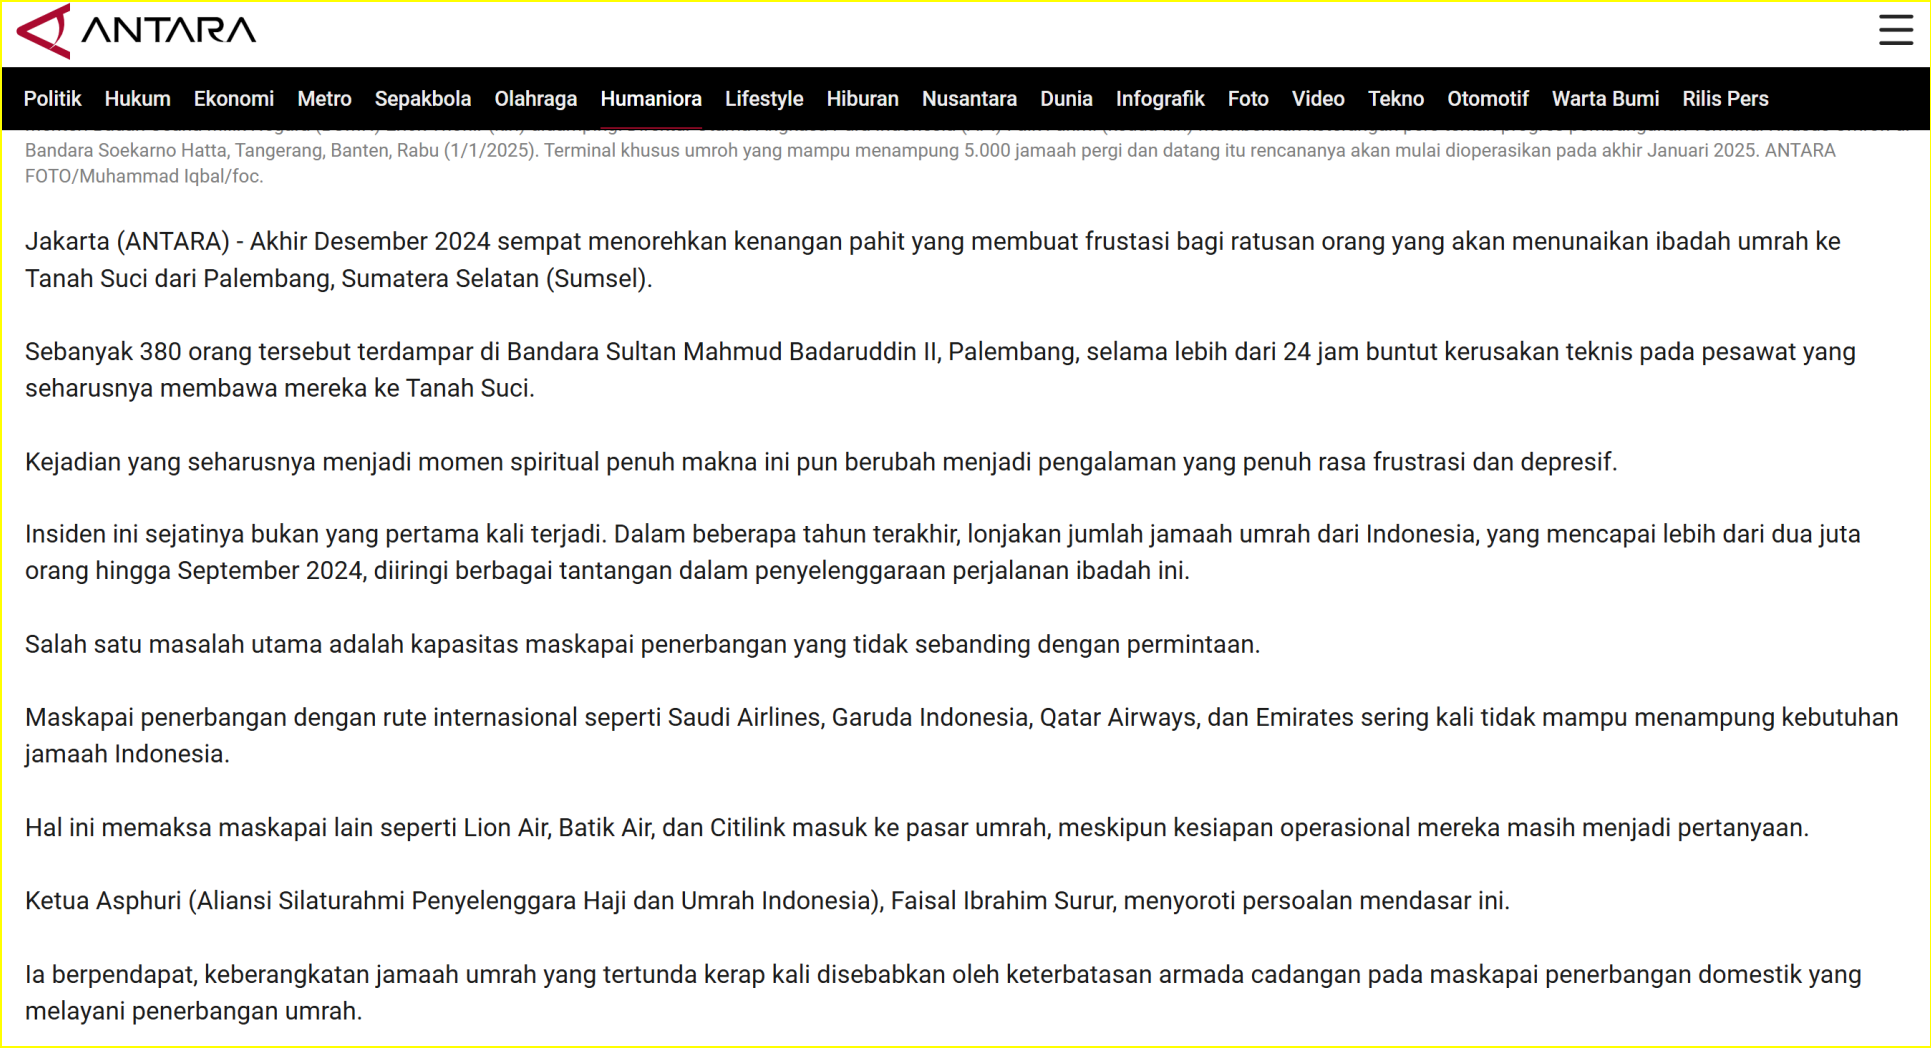 ANTARA
Politik Hukum Ekonomi Metro Sepakbola Olahraga Humaniora Lifestyle Hiburan Nusantara Dunia Infografik Foto Video Tekno Otomotif Warta Bumi Rilis Pers
Bandara Soekarno Hatta, Tangerang, Banten, Rabu (1/1/2025). Terminal khusus umroh yang mampu menampung 5.000 jamaah pergi dan datang itu rencananya akan mulai dioperasikan pada akhir Januari 2025. ANTARA
FOTO/Muhammad Iqbal/foc.
Jakarta (ANTARA) - Akhir Desember 2024 sempat menorehkan kenangan pahit yang membuat frustasi bagi ratusan orang yang akan menunaikan ibadah umrah ke
Tanah Suci dari Palembang, Sumatera Selatan (Sumsel).
Sebanyak 380 orang tersebut terdampar di Bandara Sultan Mahmud Badaruddin II, Palembang, selama lebih dari 24 jam buntut kerusakan teknis pada pesawat yang
seharusnya membawa mereka ke Tanah Suci.
Kejadian yang seharusnya menjadi momen spiritual penuh makna ini pun berubah menjadi pengalaman yang penuh rasa frustrasi dan depresif.
Insiden ini sejatinya bukan yang pertama kali terjadi. Dalam beberapa tahun terakhir, lonjakan jumlah jamaah umrah dari Indonesia, yang mencapai lebih dari dua juta
orang hingga September 2024, diiringi berbagai tantangan dalam penyelenggaraan perjalanan ibadah ini.
Salah satu masalah utama adalah kapasitas maskapai penerbangan yang tidak sebanding dengan permintaan.
Maskapai penerbangan dengan rute internasional seperti Saudi Airlines, Garuda Indonesia, Qatar Airways, dan Emirates sering kali tidak mampu menampung kebutuhan
jamaah Indonesia.
Hal ini memaksa maskapai lain seperti Lion Air, Batik Air, dan Citilink masuk ke pasar umrah, meskipun kesiapan operasional mereka masih menjadi pertanyaan.
Ketua Asphuri (Aliansi Silaturahmi Penyelenggara Haji dan Umrah Indonesia), Faisal Ibrahim Surur, menyoroti persoalan mendasar ini.
Ia berpendapat, keberangkatan jamaah umrah yang tertunda kerap kali disebabkan oleh keterbatasan armada cadangan pada maskapai penerbangan domestik yang
melayani penerbangan umrah.